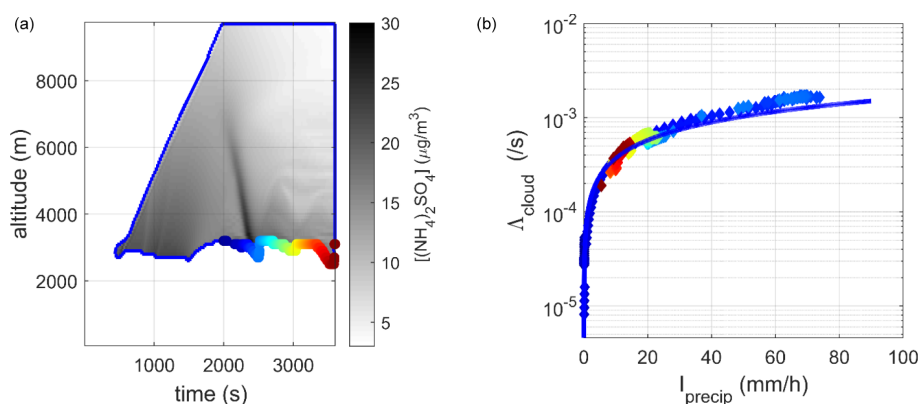 (a)
8000
6000
4000
2000
altitude (m)
1000 2000 3000
time (s)
30
25
20
15
10
5
[(NH4)2SO4] (μg/m3)
(b)
10-2
10-3
10-4
10-5
Λcloud (/s)
0 20 40 60 80 100
Iprecip (mm/h)